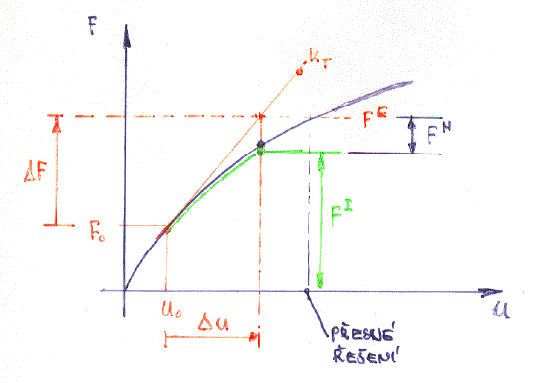 F
K_T
F^E
F^N
ΔF
F_0
F^I
u_0
Δu
u
PŘESNÉ
ŘEŠENÍ